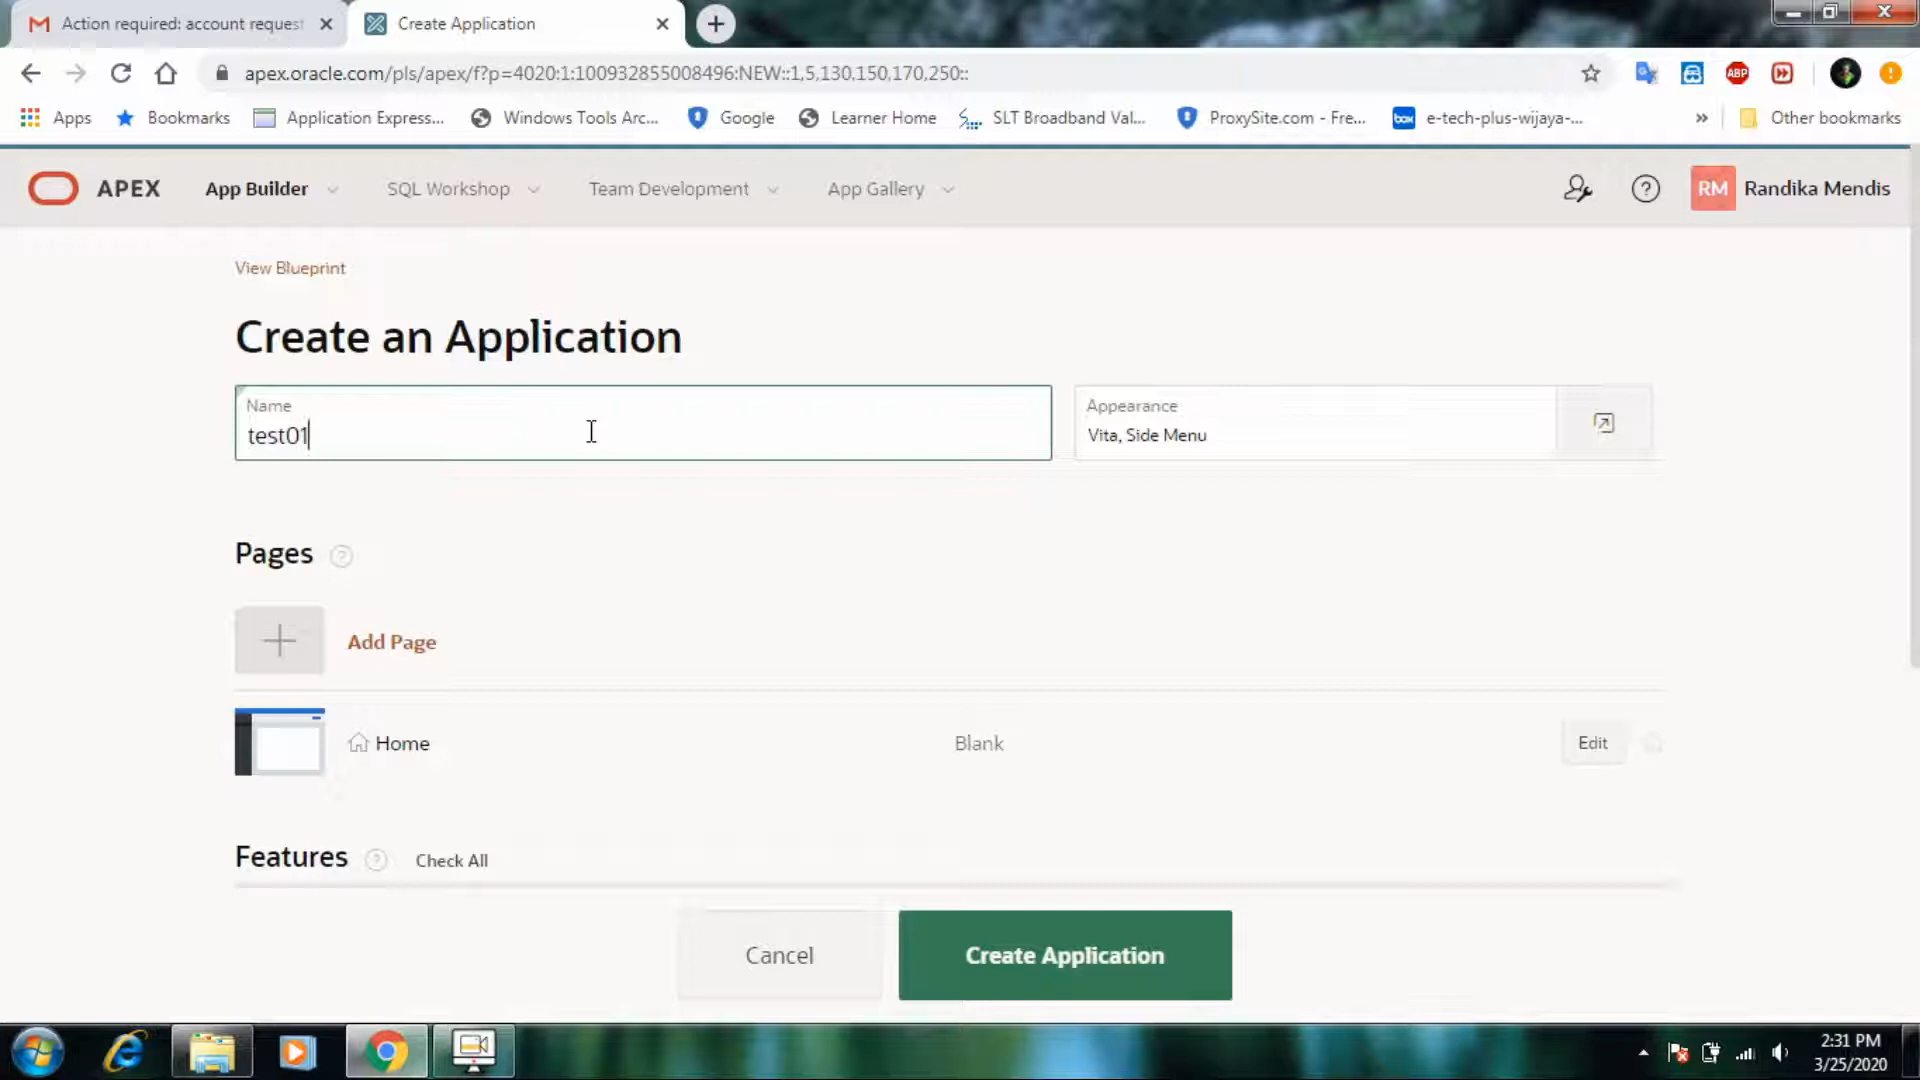 Action required: account request
Create Application
apex.oracle.com/pls/apex/f?p=4020:1:100932855008496:NEW::1,5,130,150,170,250::
ABP
Apps
Bookmarks
Application Express...
Windows Tools Arc...
Google
Learner Home
SLT Broadband Val...
ProxySite.com - Fre...
box
e-tech-plus-wijaya-...
»
Other bookmarks
APEX
App Builder
SQL Workshop
Team Development
App Gallery
?
RM
Randika Mendis
View Blueprint
Create an Application
Name
test01
Appearance
Vita, Side Menu
Pages ?
Add Page
Home
Blank
Edit
Features ?
Check All
Cancel
Create Application
2:31 PM
3/25/2020